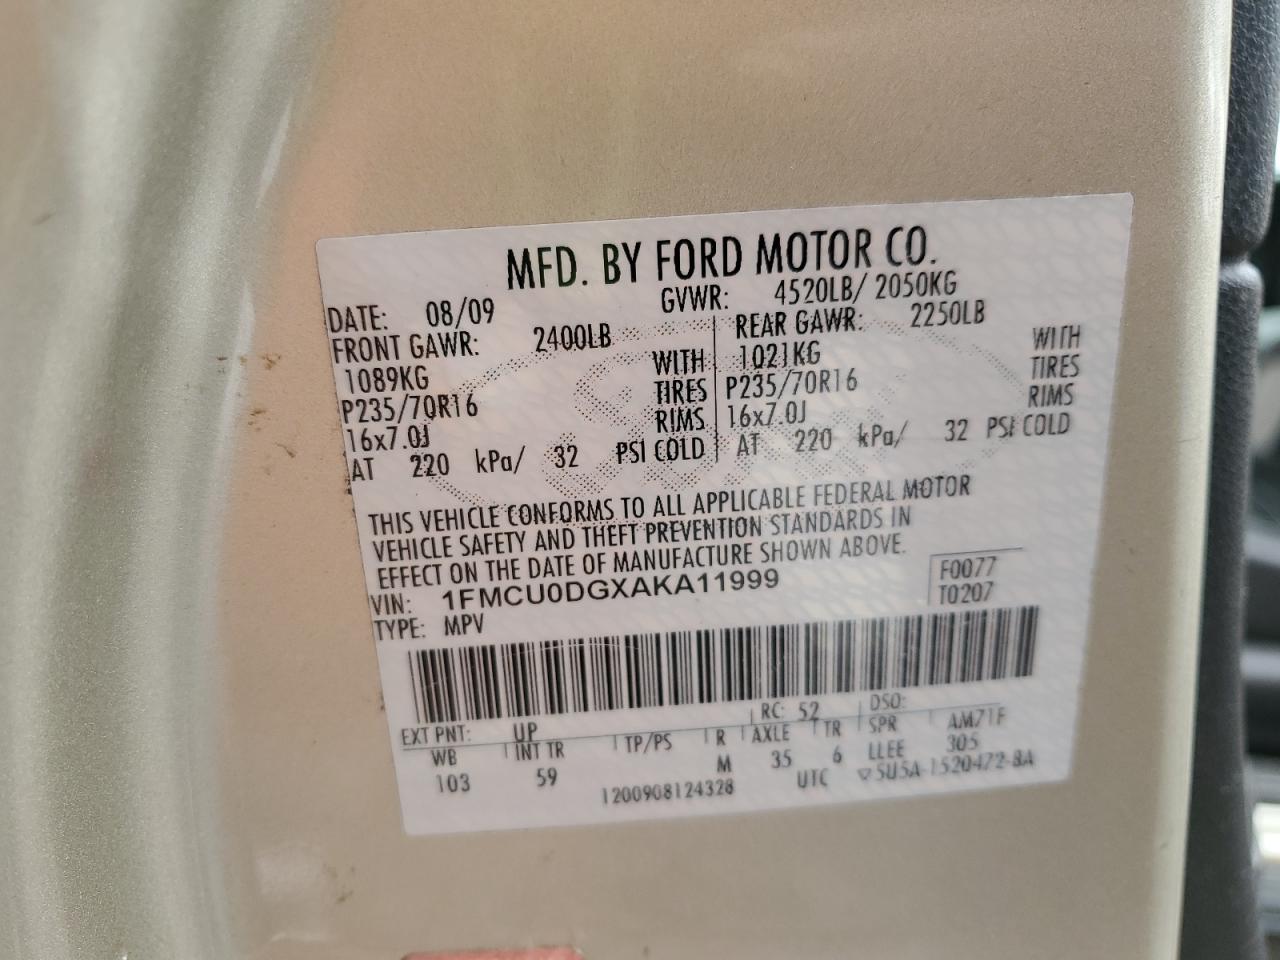 MFD. BY FORD MOTOR CO.
DATE: 08/09 GVWR: 4520LB/ 2050KG
FRONT GAWR: 2400LB REAR GAWR: 2250LB
1089KG WITH 1021KG WITH
P235/70R16 TIRES P235/70R16 TIRES
16x7.0J RIMS 16x7.0J RIMS
AT 220 kPa/ 32 PSI COLD AT 220 kPa/ 32 PSI COLD
THIS VEHICLE CONFORMS TO ALL APPLICABLE FEDERAL MOTOR
VEHICLE SAFETY AND THEFT PREVENTION STANDARDS IN
EFFECT ON THE DATE OF MANUFACTURE SHOWN ABOVE.
VIN: 1FMCU0DGXAKA11999 F0077
TYPE: MPV T0207
EXT PNT: UP RC: 52 DSO:
WB INT TR TP/PS R AXLE TR SPR AM71F
103 59 M 35 6 LLEE 305
1200908124328 UTC ▽5U5A-1520472-BA